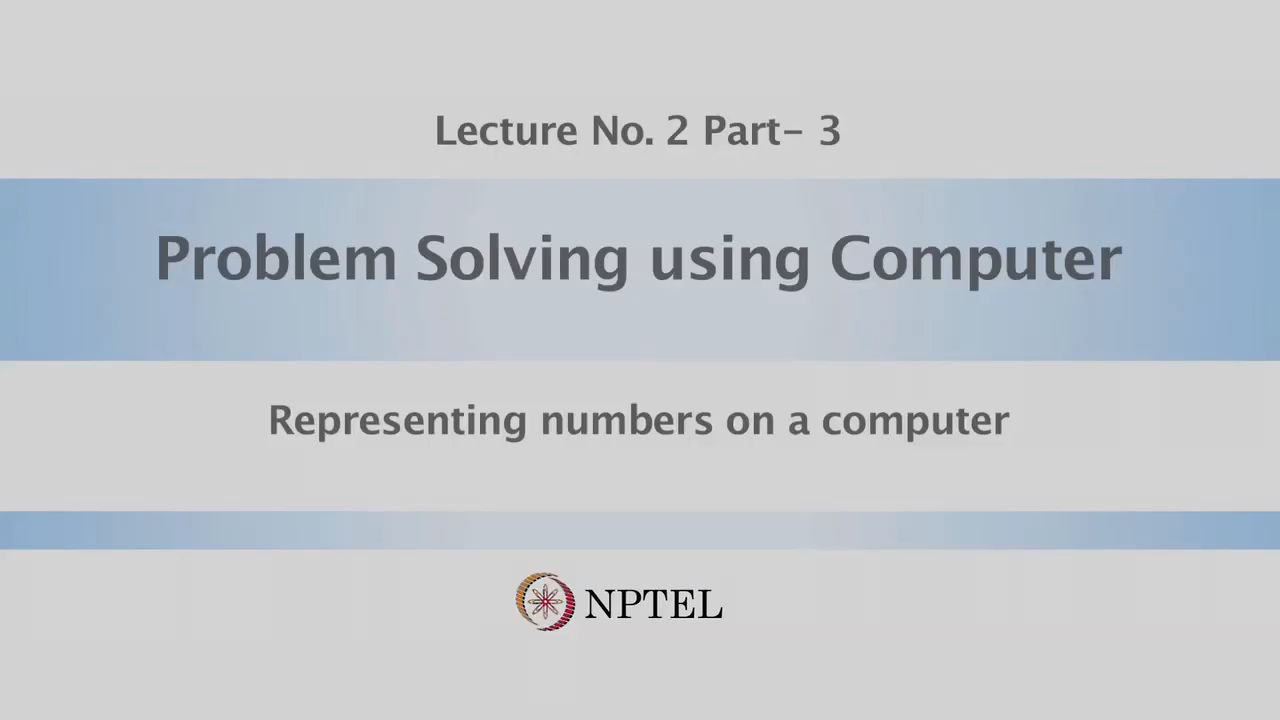 Lecture No. 2 Part- 3
Problem Solving using Computer
Representing numbers on a computer
NPTEL